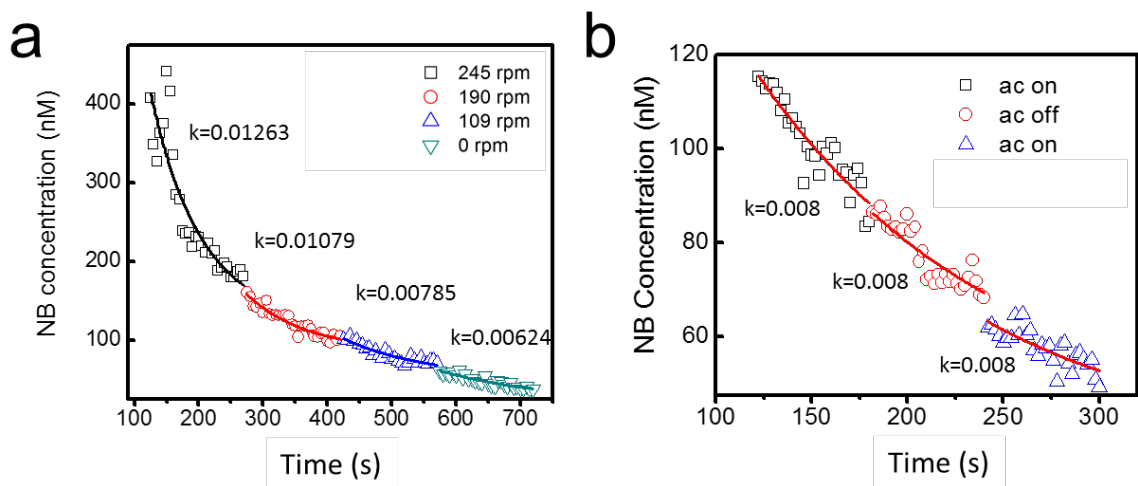 a
NB concentration (nM)
400
300
200
100
100 200 300 400 500 600 700
Time (s)
245 rpm
190 rpm
109 rpm
0 rpm
k=0.01263
k=0.01079
k=0.00785
k=0.00624
b
NB Concentration (nM)
120
100
80
60
100 150 200 250 300
Time (s)
ac on
ac off
ac on
k=0.008
k=0.008
k=0.008